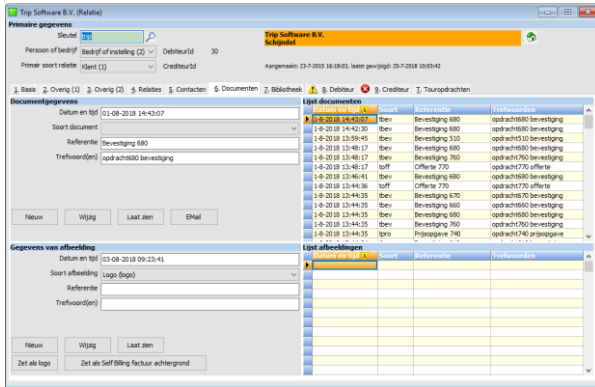 Trip Software B.V. (Relatie)
Primaire gegevens
Sleutel trip
Trip Software B.V.
Schijndel
Persoon of bedrijf Bedrijf of instelling (2) DebiteurId 30
Primair soort relatie Klant (1) CrediteurId
Aangemaakt: 23-7-2015 16:18:03, laatst gewijzigd: 25-7-2018 10:03:42
1. Basis 2. Overig (1) 3. Overig (2) 4. Relaties 5. Contacten 6. Documenten 7. Bibliotheek 8. Debiteur 9. Crediteur T. Touropdrachten
Documentgegevens
Datum en tijd 01-08-2018 14:43:07
Soort document
Referentie Bevestiging 680
Trefwoord(en) opdracht680 bevestiging
Nieuw Wijzig Laat zien EMail
Lijst documenten
Datum en tijd Soort Referentie Trefwoorden
1-8-2018 14:43:07 tbev Bevestiging 680 opdracht680 bevestiging
1-8-2018 14:42:30 tbev Bevestiging 680 opdracht680 bevestiging
1-8-2018 13:59:45 tbev Bevestiging 510 opdracht510 bevestiging
1-8-2018 13:48:17 tbev Bevestiging 680 opdracht680 bevestiging
1-8-2018 13:48:17 tbev Bevestiging 760 opdracht760 bevestiging
1-8-2018 13:48:17 toff Offerte 770 opdracht770 offerte
1-8-2018 13:46:41 tbev Bevestiging 680 opdracht680 bevestiging
1-8-2018 13:44:36 toff Offerte 770 opdracht770 offerte
1-8-2018 13:44:35 tbev Bevestiging 670 opdracht670 bevestiging
1-8-2018 13:44:35 tbev Bevestiging 660 opdracht660 bevestiging
1-8-2018 13:44:35 tbev Bevestiging 680 opdracht680 bevestiging
1-8-2018 13:44:35 tbev Bevestiging 760 opdracht760 bevestiging
1-8-2018 13:44:35 tpro Prijsopgave 740 opdracht740 prijsopgave
Gegevens van afbeelding
Datum en tijd 03-08-2018 09:23:41
Soort afbeelding Logo (logo)
Referentie
Trefwoord(en)
Nieuw Wijzig Laat zien
Zet als logo Zet als Self Billing factuur achtergrond
Lijst afbeeldingen
Datum en tijd Soort Referentie Trefwoorden